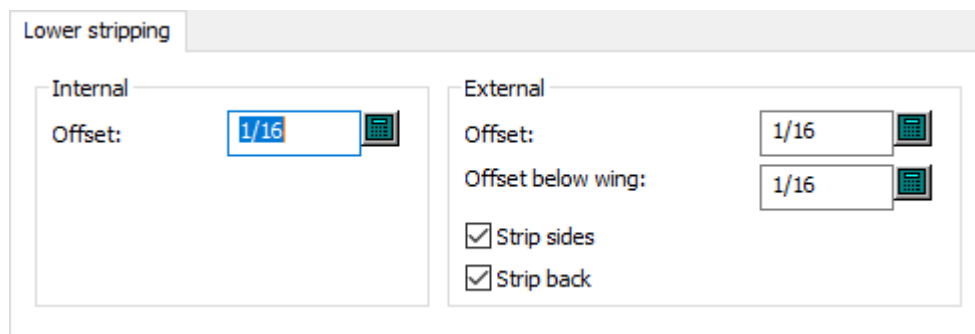 Lower stripping
Internal
Offset:
1/16
External
Offset:
1/16
Offset below wing:
1/16
Strip sides
Strip back